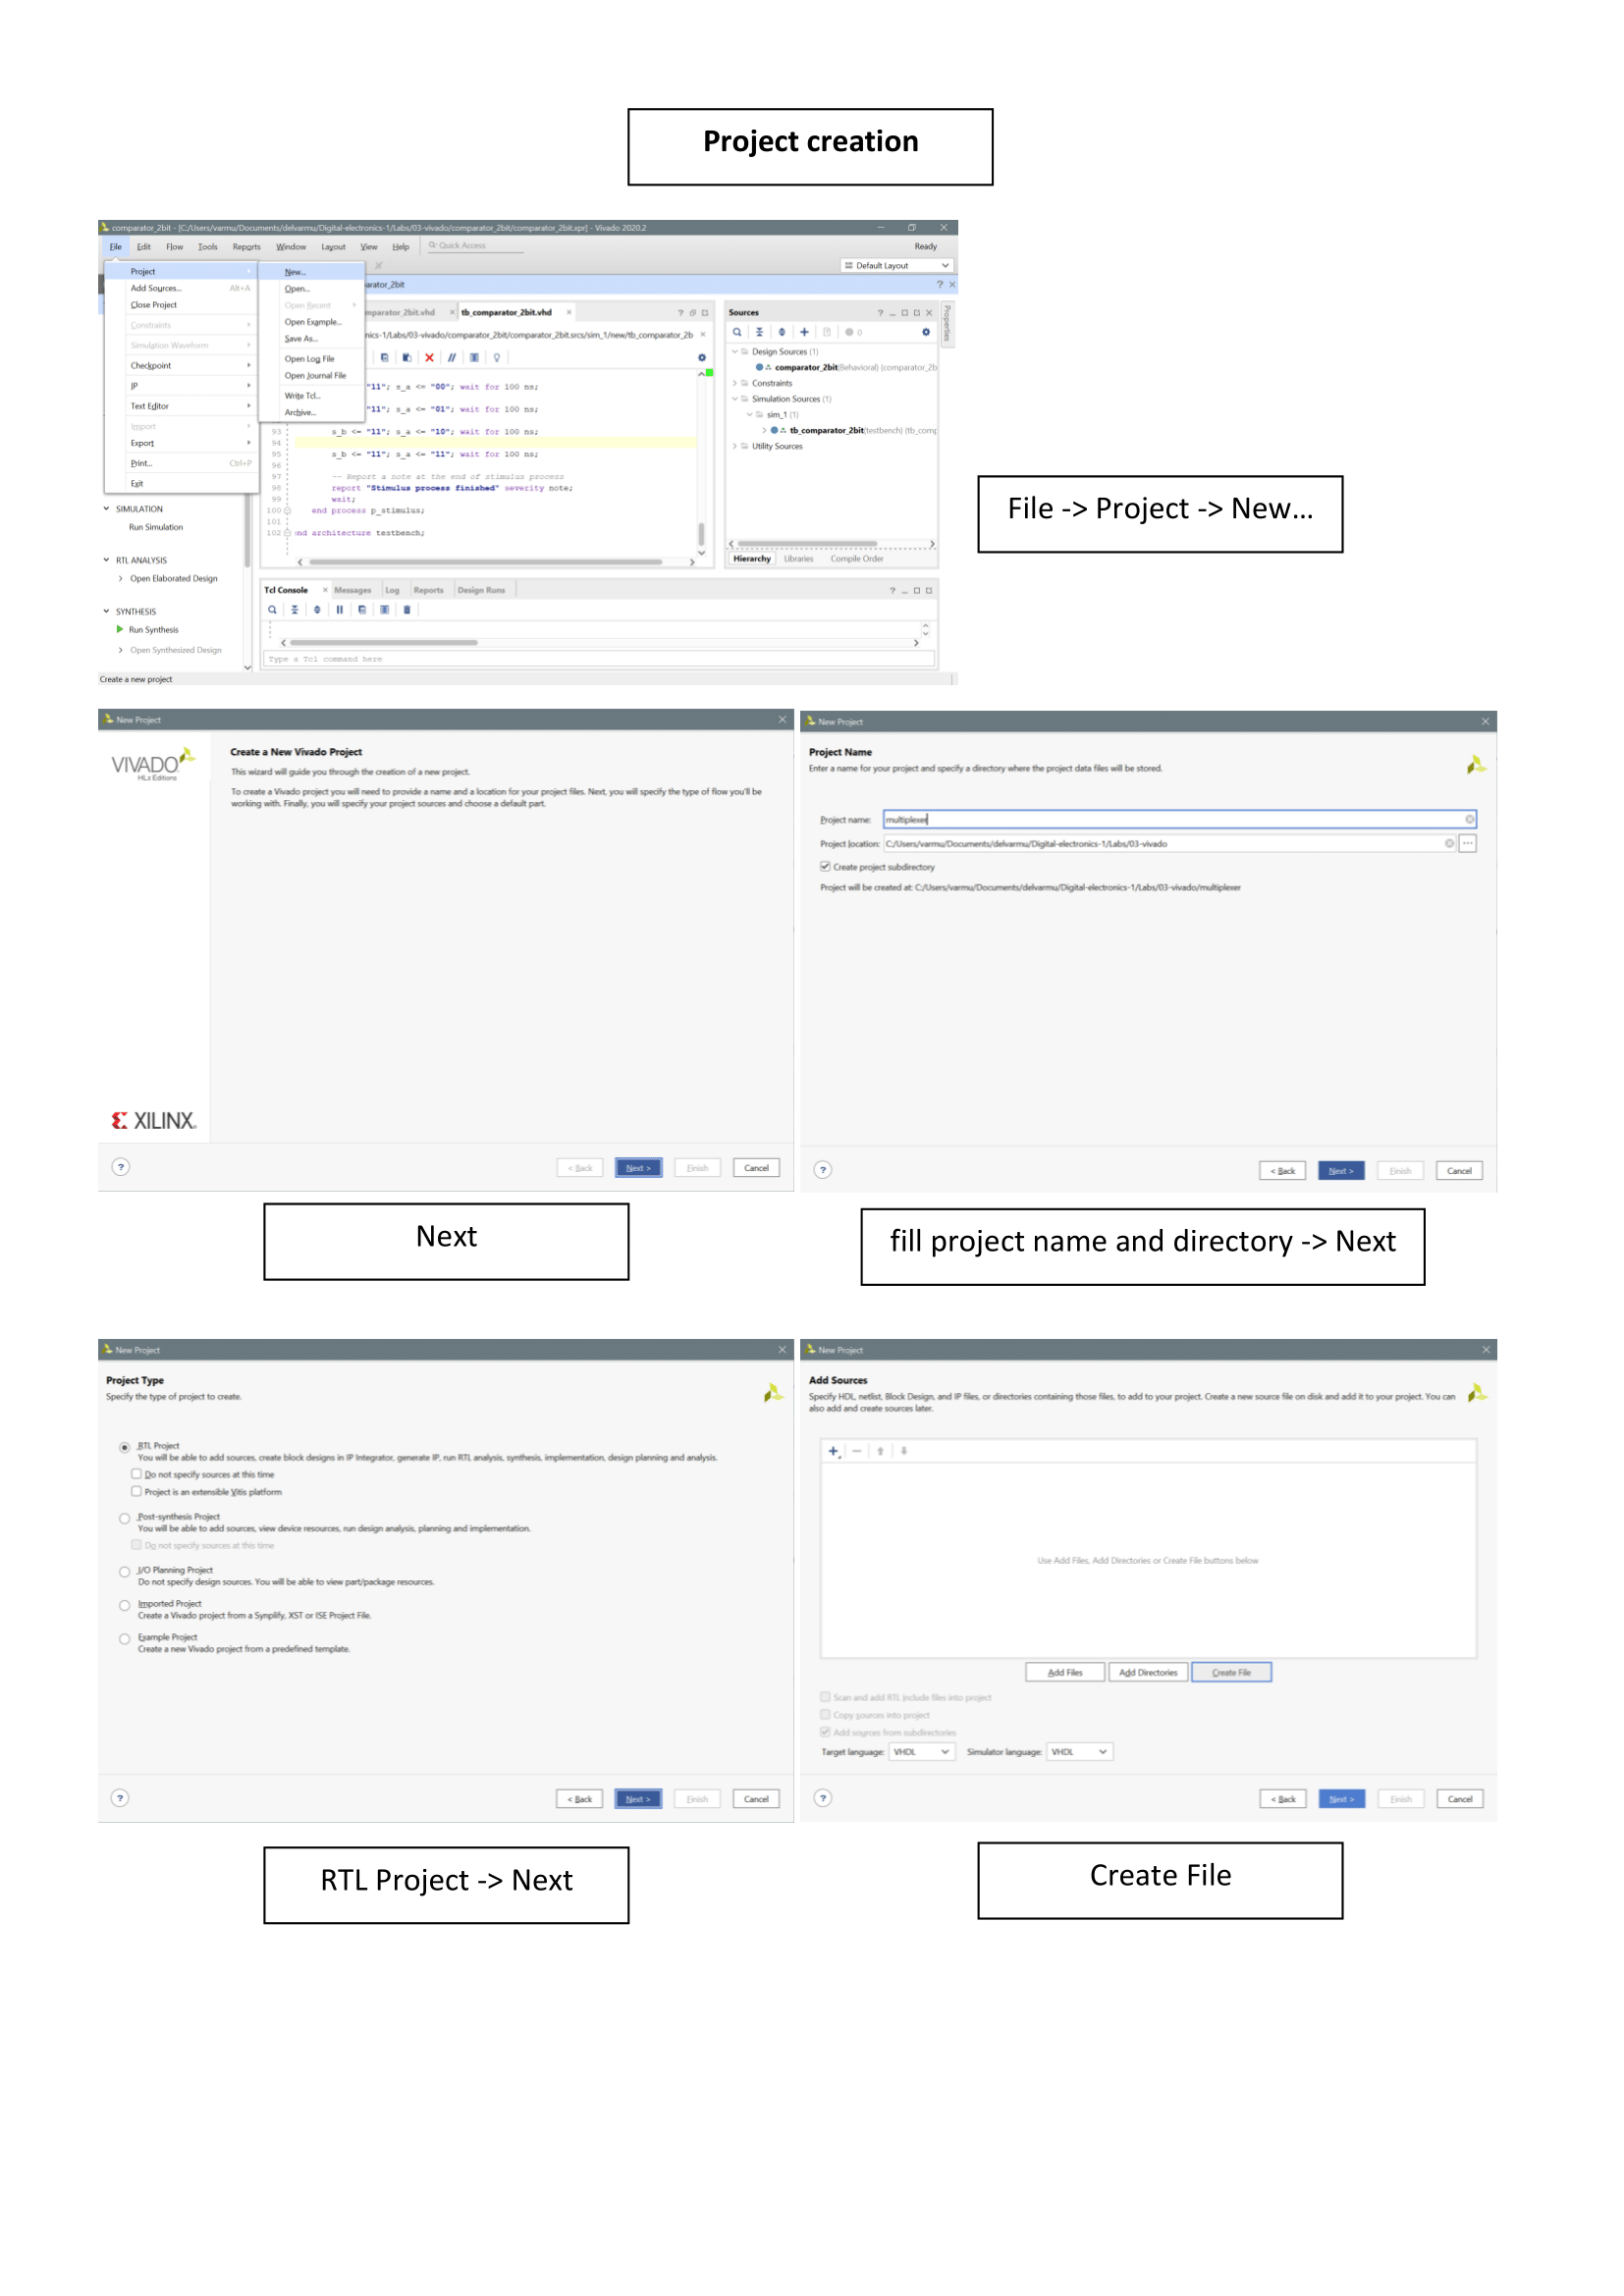 Project creation
comparator_2bit - [C:/Users/varmu/Documents/delvarmu/Digital-electronics-1/Labs/03-vivado/comparator_2bit/comparator_2bit.xpr] - Vivado 2020.2
File Edit Flow Tools Reports Window Layout View Help Quick Access Ready
Default Layout
Project New...
Add Sources... Alt+A Open...
Close Project Open Recent
Constraints Open Example...
Simulation Waveform Save As...
Checkpoint Open Log File
IP Open Journal File
Text Editor Write Tcl...
Import Archive...
Export
Print... Ctrl+P
Exit
arator_2bit
mparator_2bit.vhd tb_comparator_2bit.vhd
nics-1/Labs/03-vivado/comparator_2bit/comparator_2bit.srcs/sim_1/new/tb_comparator_2b
"11"; s_a <= "00"; wait for 100 ns;
"11"; s_a <= "01"; wait for 100 ns;
93 s_b <= "11"; s_a <= "10"; wait for 100 ns;
94
95 s_b <= "11"; s_a <= "11"; wait for 100 ns;
96
97 -- Report a note at the end of stimulus process
98 report "Stimulus process finished" severity note;
99 wait;
100 end process p_stimulus;
101
102 nd architecture testbench;
Sources
0
Design Sources (1)
comparator_2bit(Behavioral) (comparator_2b
Constraints
Simulation Sources (1)
sim_1 (1)
tb_comparator_2bit(testbench) (tb_comp
Utility Sources
Hierarchy Libraries Compile Order
Properties
SIMULATION
Run Simulation
RTL ANALYSIS
Open Elaborated Design
SYNTHESIS
Run Synthesis
Open Synthesized Design
Tcl Console Messages Log Reports Design Runs
Type a Tcl command here
Create a new project
File -> Project -> New...
New Project
VIVADO
HLx Editions
Create a New Vivado Project
This wizard will guide you through the creation of a new project.
To create a Vivado project you will need to provide a name and a location for your project files. Next, you will specify the type of flow you'll be
working with. Finally, you will specify your project sources and choose a default part.
XILINX
< Back Next > Finish Cancel
New Project
Project Name
Enter a name for your project and specify a directory where the project data files will be stored.
Project name: multiplexer
Project location: C:/Users/varmu/Documents/delvarmu/Digital-electronics-1/Labs/03-vivado
Create project subdirectory
Project will be created at: C:/Users/varmu/Documents/delvarmu/Digital-electronics-1/Labs/03-vivado/multiplexer
< Back Next > Finish Cancel
Next
fill project name and directory -> Next
New Project
Project Type
Specify the type of project to create.
RTL Project
You will be able to add sources, create block designs in IP Integrator, generate IP, run RTL analysis, synthesis, implementation, design planning and analysis.
Do not specify sources at this time
Project is an extensible Vitis platform
Post-synthesis Project
You will be able to add sources, view device resources, run design analysis, planning and implementation.
Do not specify sources at this time
I/O Planning Project
Do not specify design sources. You will be able to view part/package resources.
Imported Project
Create a Vivado project from a Synplify, XST or ISE Project File.
Example Project
Create a new Vivado project from a predefined template.
< Back Next > Finish Cancel
New Project
Add Sources
Specify HDL, netlist, Block Design, and IP files, or directories containing those files, to add to your project. Create a new source file on disk and add it to your project. You can
also add and create sources later.
Use Add Files, Add Directories or Create File buttons below
Add Files Add Directories Create File
Scan and add RTL include files into project
Copy sources into project
Add sources from subdirectories
Target language: VHDL Simulator language: VHDL
< Back Next > Finish Cancel
RTL Project -> Next
Create File